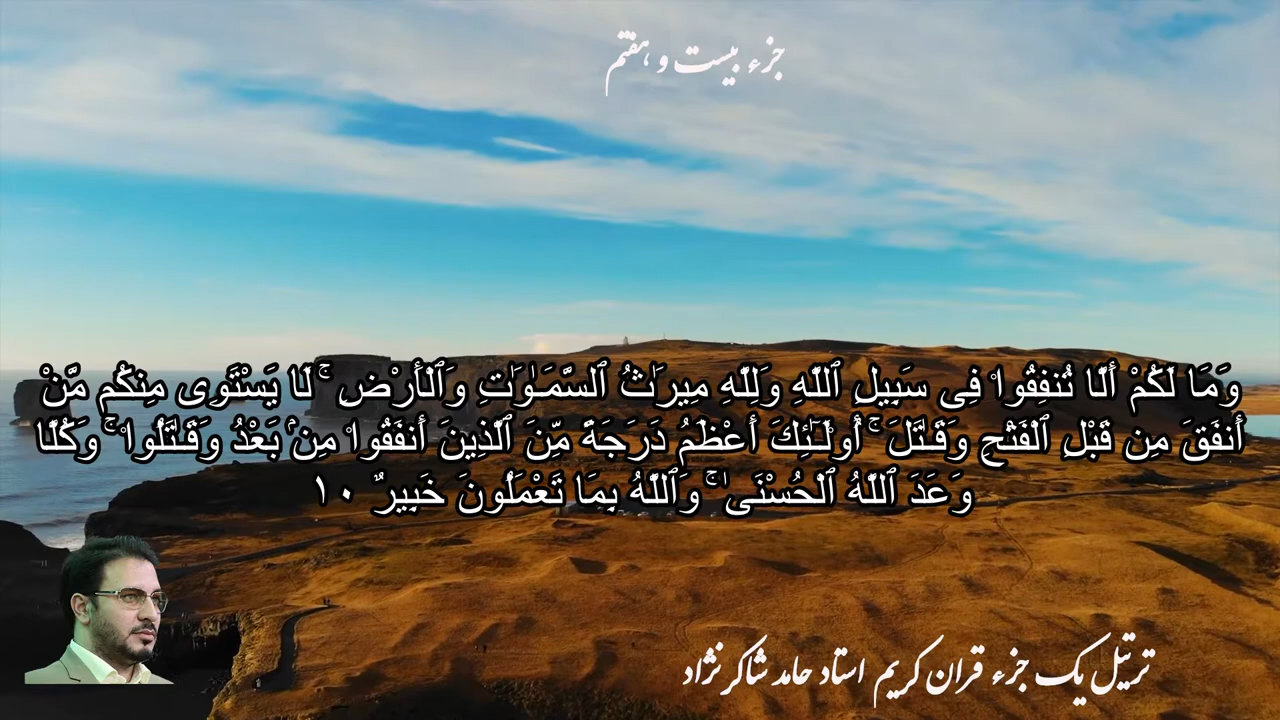 جزء بیست و هفتم
وَمَا لَكُمْ أَلَّا تُنفِقُوا۟ فِى سَبِيلِ ٱللَّهِ وَلِلَّهِ مِيرَٰثُ ٱلسَّمَـٰوَٰتِ وَٱلْأَرْضِ ۚ لَا يَسْتَوِى مِنكُم مَّنْ
أَنفَقَ مِن قَبْلِ ٱلْفَتْحِ وَقَـٰتَلَ ۚ أُو۟لَـٰٓئِكَ أَعْظَمُ دَرَجَةً مِّنَ ٱلَّذِينَ أَنفَقُوا۟ مِنۢ بَعْدُ وَقَـٰتَلُوا۟ ۚ وَكُلًّا
وَعَدَ ٱللَّهُ ٱلْحُسْنَىٰ ۚ وَٱللَّهُ بِمَا تَعْمَلُونَ خَبِيرٌ ١٠
ترتیل یک جزء قران کریم استاد حامد شاکرنژاد